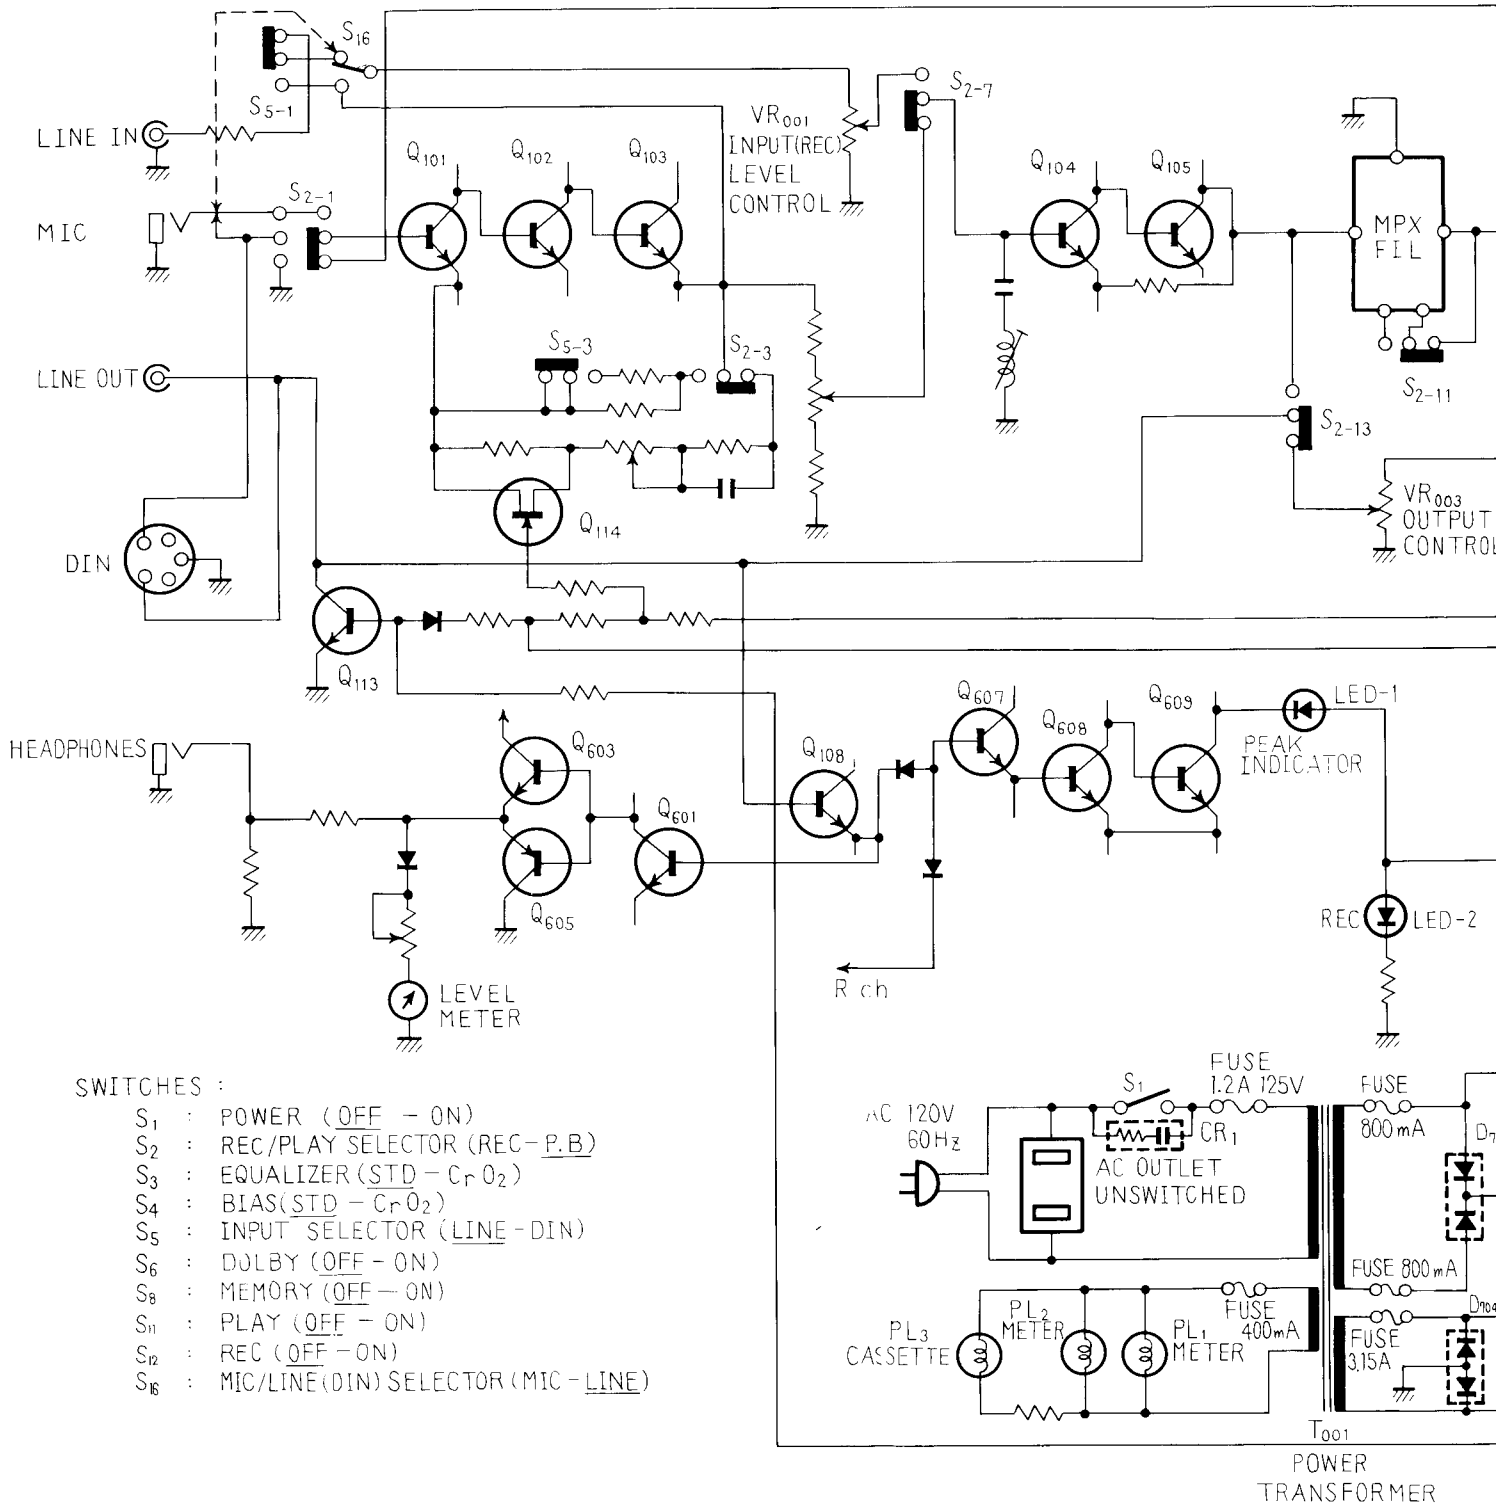 S16
S5-1
LINE IN
VR001
INPUT(REC)
LEVEL
CONTROL
S2-7
Q101
Q102
Q103
Q104
Q105
S2-1
MIC
MPX
FIL
S5-3
S2-3
LINE OUT
S2-11
S2-13
Q114
VR003
OUTPUT
CONTROL
DIN
Q113
Q607
Q608
Q609
LED-1
PEAK
INDICATOR
HEADPHONES
Q603
Q108
Q601
Q605
REC
LED-2
R ch
LEVEL
METER
SWITCHES :
S1 : POWER (OFF - ON)
S2 : REC/PLAY SELECTOR (REC-P.B)
S3 : EQUALIZER (STD - CrO2)
S4 : BIAS (STD - CrO2)
S5 : INPUT SELECTOR (LINE-DIN)
S6 : DOLBY (OFF - ON)
S8 : MEMORY (OFF - ON)
S11 : PLAY (OFF - ON)
S12 : REC (OFF - ON)
S16 : MIC/LINE(DIN) SELECTOR (MIC-LINE)
AC 120V
60Hz
S1
FUSE
1.2A 125V
CR1
AC OUTLET
UNSWITCHED
FUSE
800mA
D7
FUSE 800mA
D704
FUSE
3.15A
PL3
CASSETTE
PL2
METER
PL1
METER
FUSE
400mA
T001
POWER
TRANSFORMER